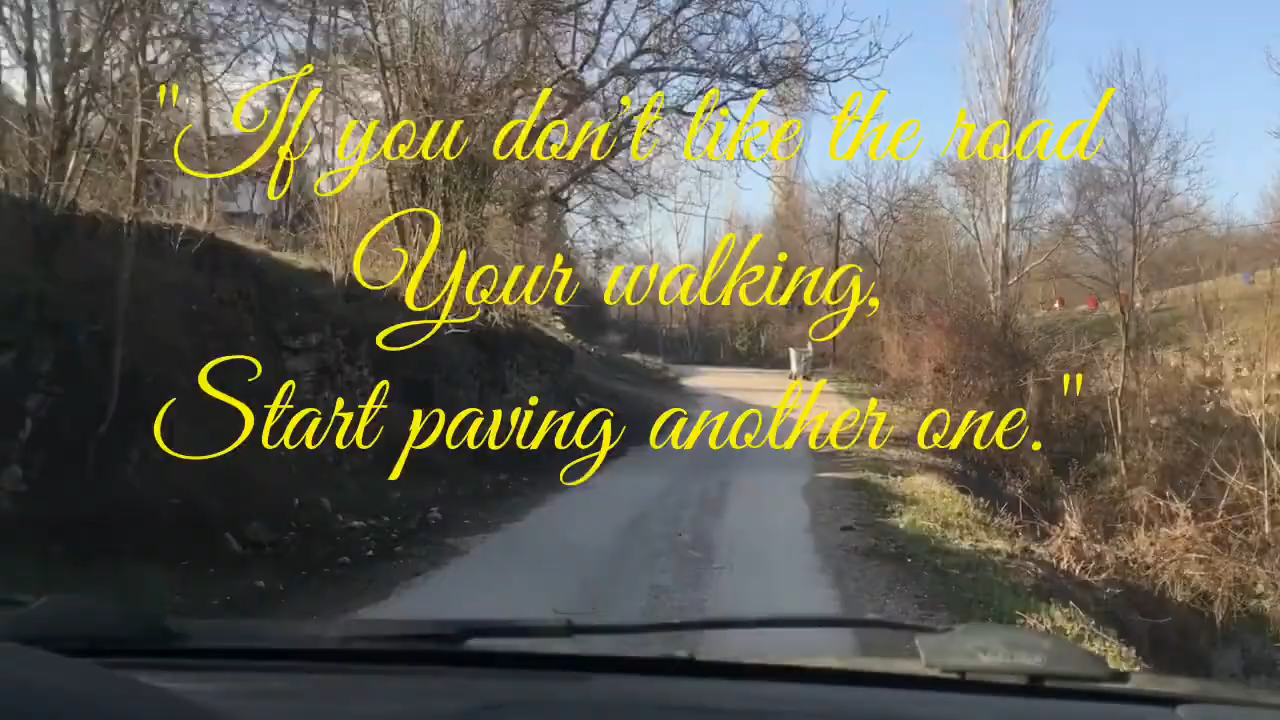 "If you don't like the road
Your walking,
Start paving another one."